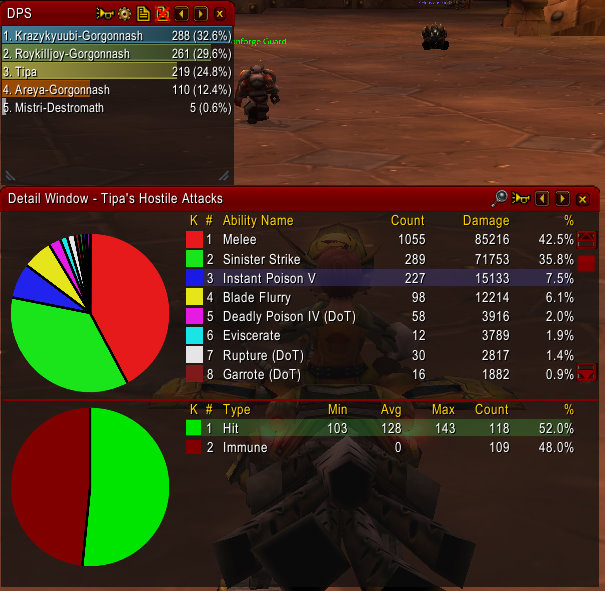 DPS
1. Krazykyuubi-Gorgonnash 288 (32.6%)
2. Roykilljoy-Gorgonnash 261 (29,6%)
3. Tipa 219 (24.8%)
4. Areya-Gorgonnash 110 (12.4%)
5. Mistri-Destromath 5 (0.6%)
nforge Guard
Detail Window - Tipa's Hostile Attacks
K # Ability Name Count Damage %
1 Melee 1055 85216 42.5%
2 Sinister Strike 289 71753 35.8%
3 Instant Poison V 227 15133 7.5%
4 Blade Flurry 98 12214 6.1%
5 Deadly Poison IV (DoT) 58 3916 2.0%
6 Eviscerate 12 3789 1.9%
7 Rupture (DoT) 30 2817 1.4%
8 Garrote (DoT) 16 1882 0.9%
K # Type Min Avg Max Count %
1 Hit 103 128 143 118 52.0%
2 Immune 0 109 48.0%